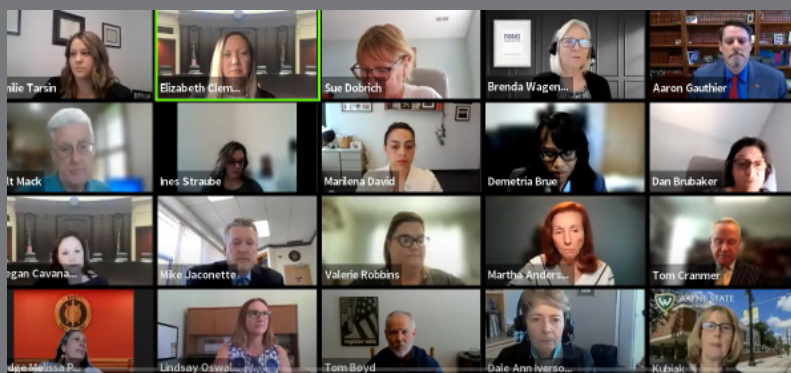 nilie Tarsin
Elizabeth Clem...
Sue Dobrich
Brenda Wagen...
Aaron Gauthier
lt Mack
Ines Straube
Marilena David
Demetria Brue
Dan Brubaker
egan Cavana...
Mike Jaconette
Valerie Robbins
Martha Anders...
Tom Cranmer
dge Melissa P...
Lindsay Oswal...
register vote
Tom Boyd
Dale Ann Iverso...
W
WAYNE STATE
Kubiak